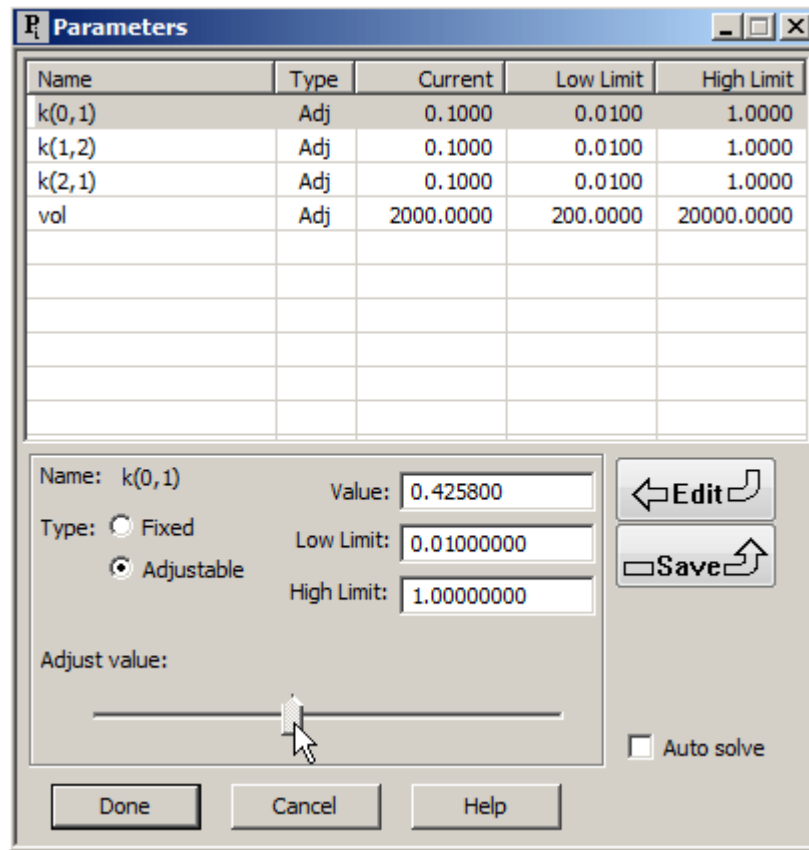 Pi Parameters
Name Type Current Low Limit High Limit
k(0,1) Adj 0.1000 0.0100 1.0000
k(1,2) Adj 0.1000 0.0100 1.0000
k(2,1) Adj 0.1000 0.0100 1.0000
vol Adj 2000.0000 200.0000 20000.0000
Name: k(0,1)
Value: 0.425800
Edit
Type: Fixed
Low Limit: 0.01000000
Adjustable
Save
High Limit: 1.00000000
Adjust value:
Auto solve
Done Cancel Help